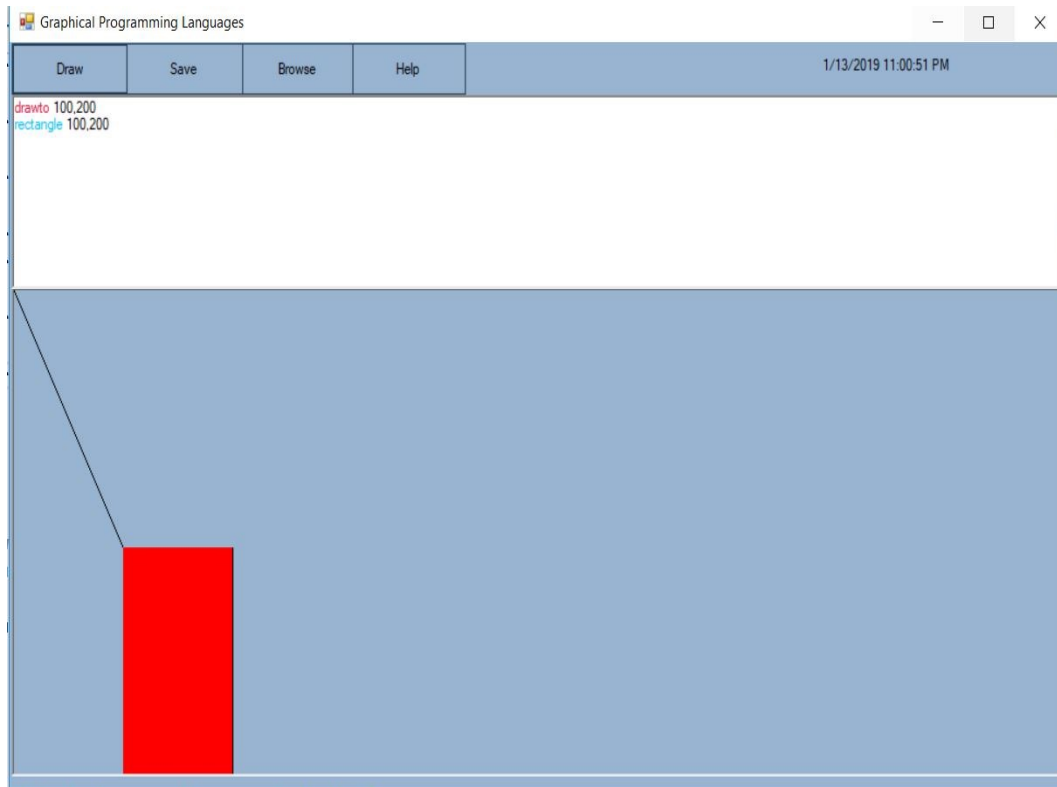 Graphical Programming Languages
Draw Save Browse Help 1/13/2019 11:00:51 PM
drawto 100,200
rectangle 100,200